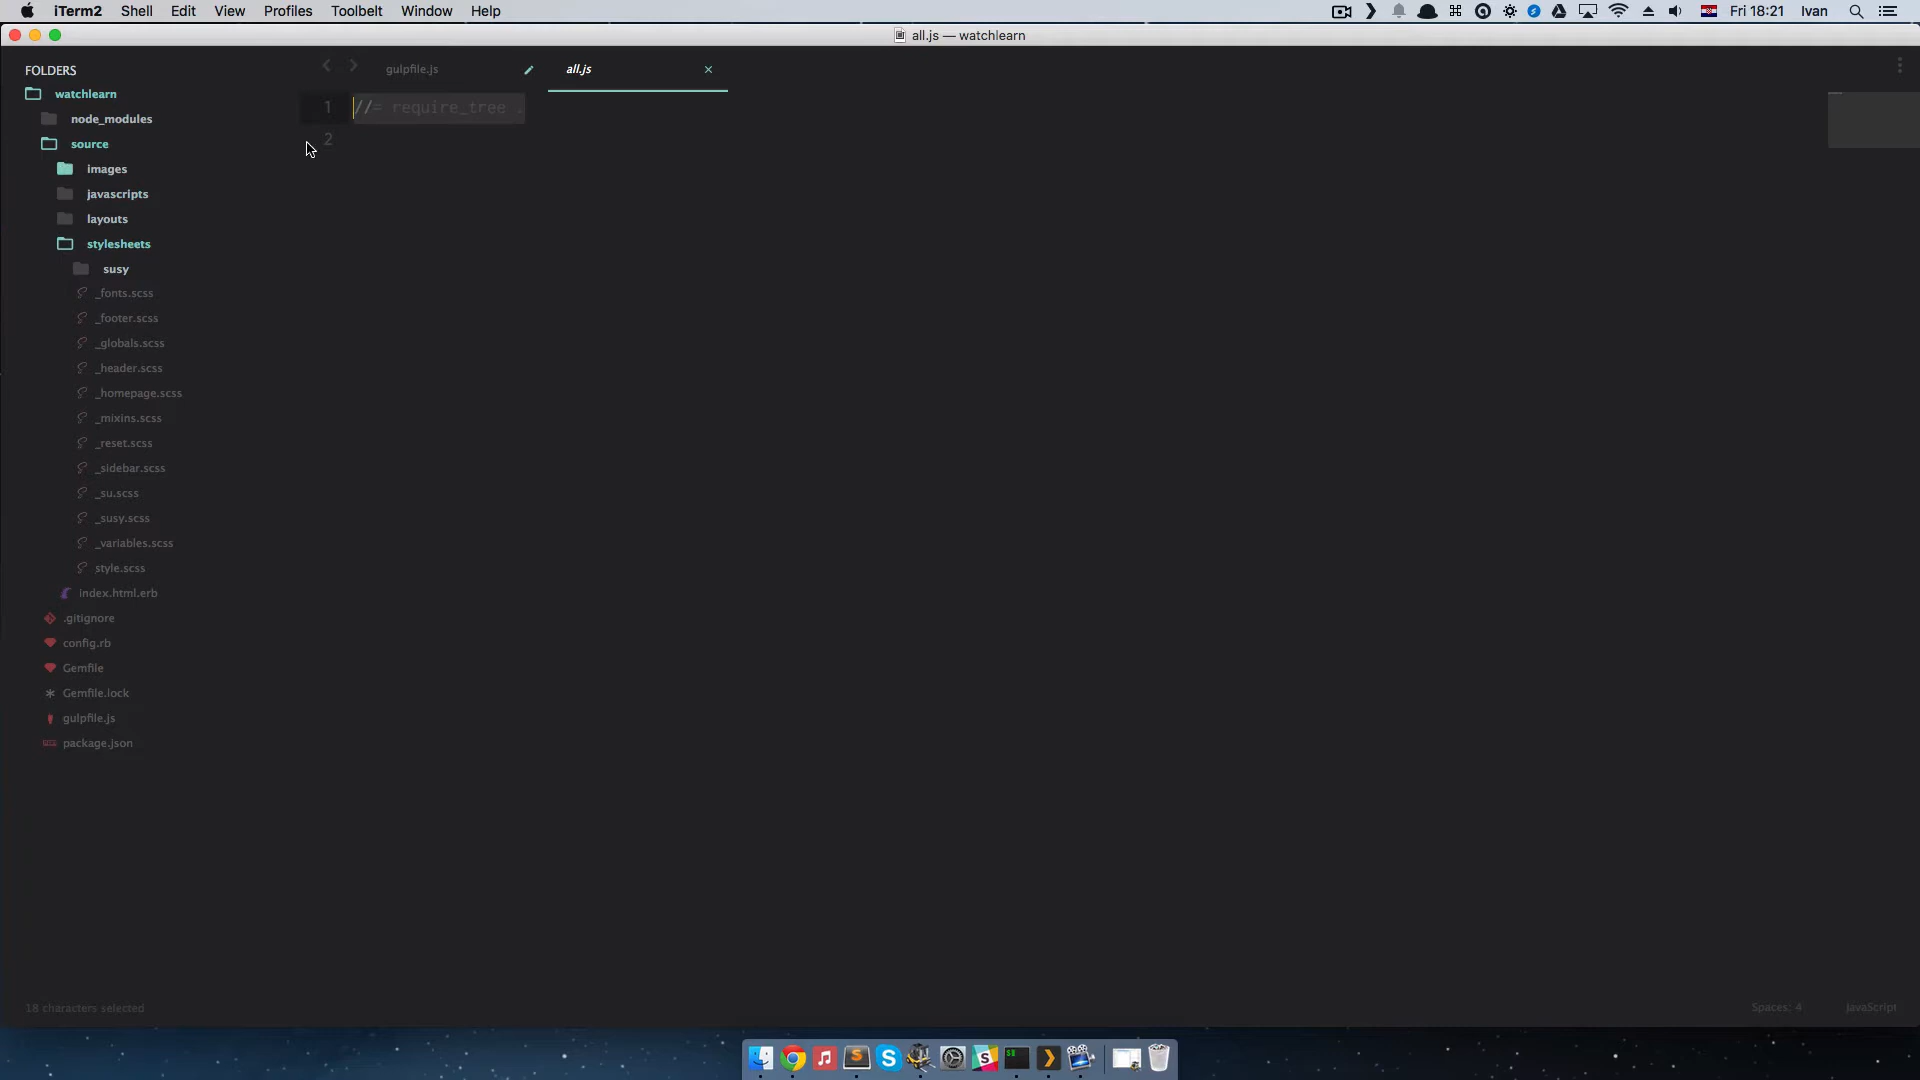 iTerm2 Shell Edit View Profiles Toolbelt Window Help Fri 18:21 Ivan
all.js — watchlearn
FOLDERS
watchlearn
node_modules
source
images
javascripts
layouts
stylesheets
susy
_fonts.scss
_footer.scss
_globals.scss
_header.scss
_homepage.scss
_mixins.scss
_reset.scss
_sidebar.scss
_su.scss
_susy.scss
_variables.scss
style.scss
index.html.erb
.gitignore
config.rb
Gemfile
Gemfile.lock
gulpfile.js
package.json
gulpfile.js all.js
1 //= require_tree .
2
18 characters selected Spaces: 4 JavaScript